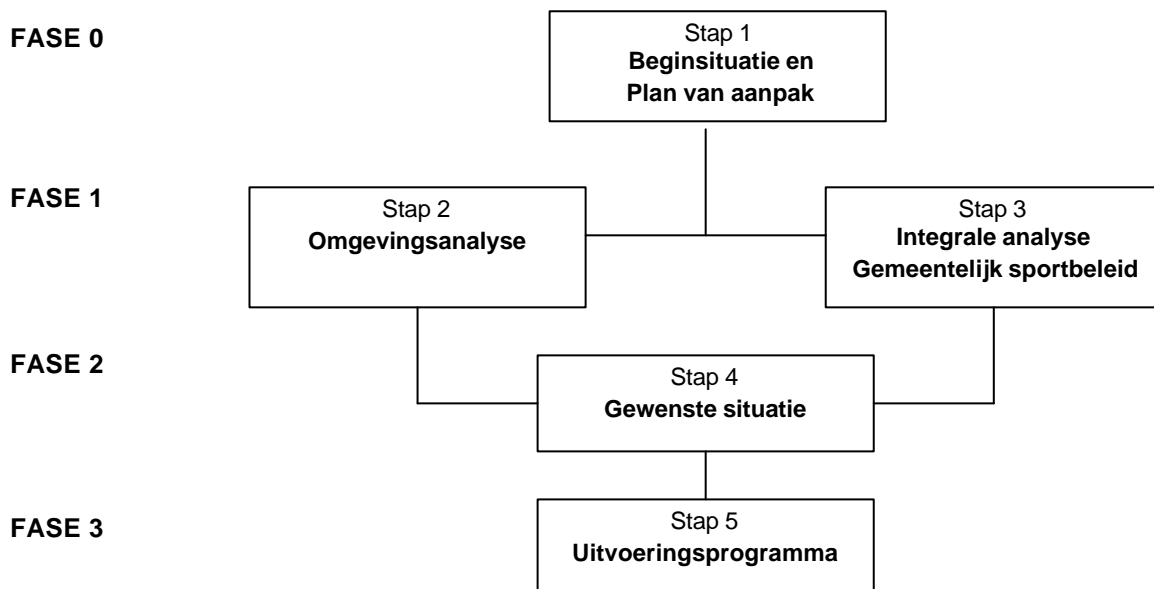 FASE 0
Stap 1
Beginsituatie en
Plan van aanpak
FASE 1
Stap 2
Omgevingsanalyse
Stap 3
Integrale analyse
Gemeentelijk sportbeleid
FASE 2
Stap 4
Gewenste situatie
FASE 3
Stap 5
Uitvoeringsprogramma